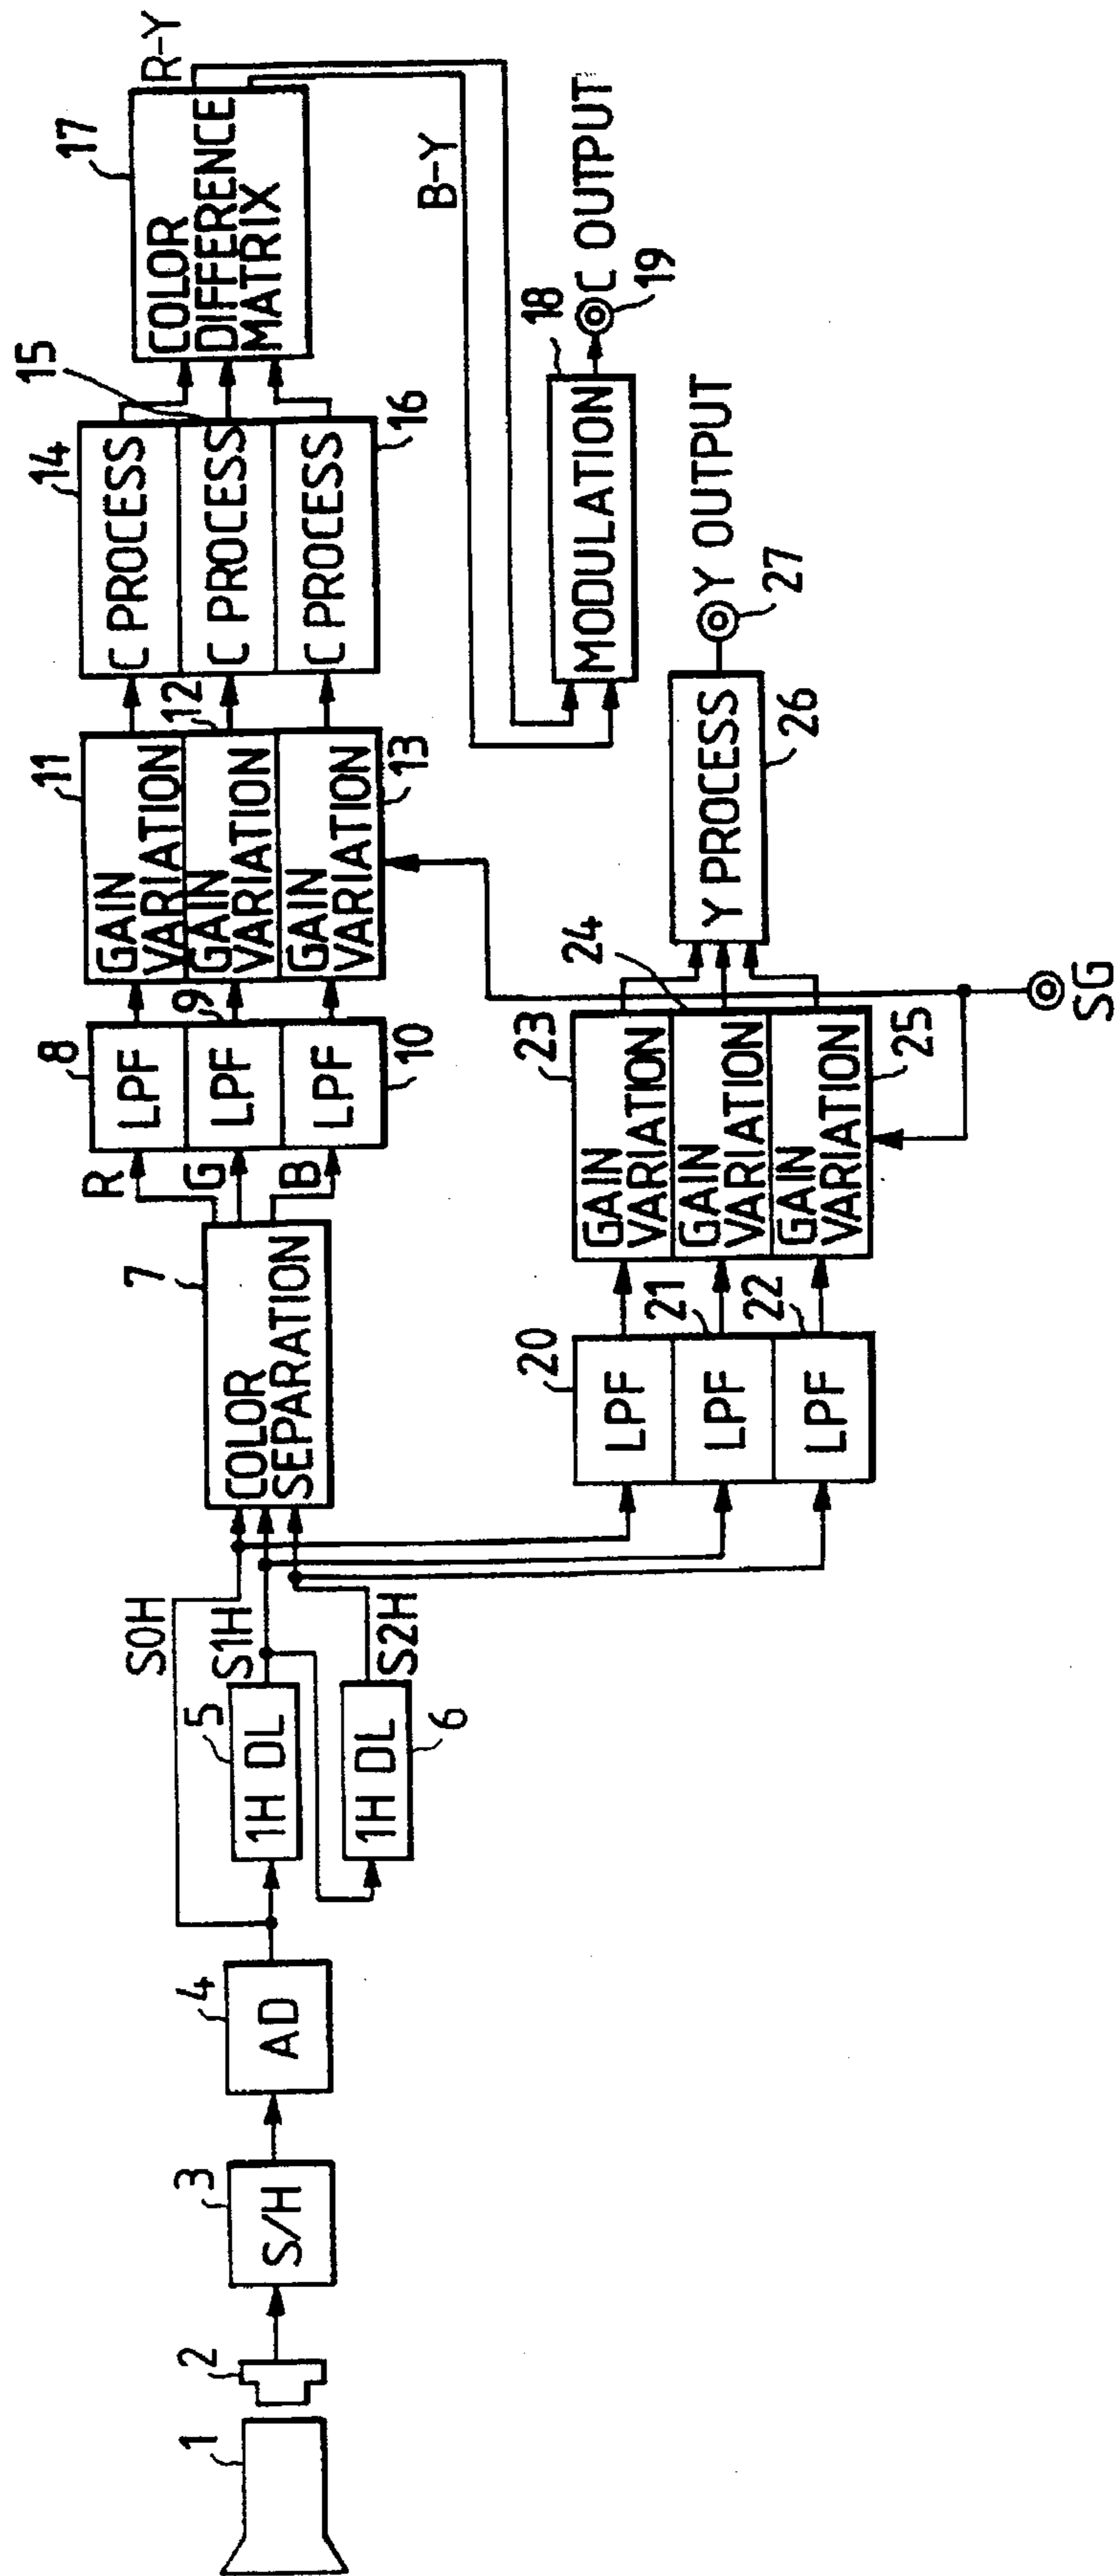 1
2
3
S/H
4
AD
S0H
5
1H DL
S1H
6
1H DL
S2H
7
COLOR
SEPARATION
R
G
B
8
LPF
9
LPF
10
LPF
11
GAIN
VARIATION
12
GAIN
VARIATION
13
GAIN
VARIATION
14
C PROCESS
15
C PROCESS
16
C PROCESS
17
COLOR
DIFFERENCE
MATRIX
R-Y
B-Y
18
MODULATION
C OUTPUT
19
20
LPF
21
LPF
22
LPF
23
GAIN
VARIATION
24
GAIN
VARIATION
25
GAIN
VARIATION
Y PROCESS
26
Y OUTPUT
27
SG